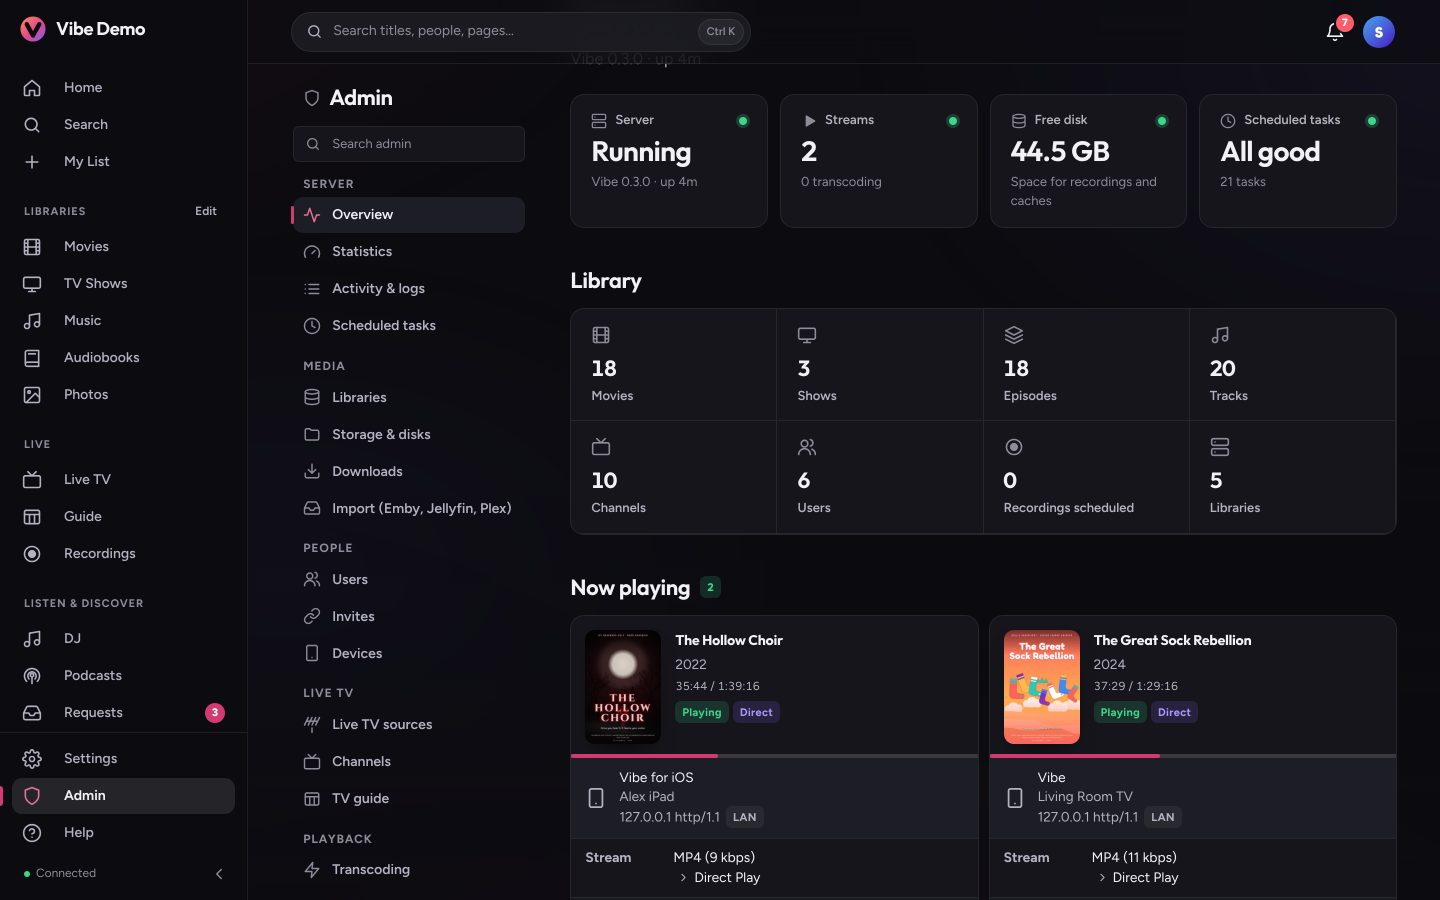 Vibe Demo
Search titles, people, pages...
Ctrl K
7
S
Home
Search
My List
LIBRARIES
Edit
Movies
TV Shows
Music
Audiobooks
Photos
LIVE
Live TV
Guide
Recordings
LISTEN & DISCOVER
DJ
Podcasts
Requests
3
Settings
Admin
Help
Connected
Admin
Search admin
SERVER
Overview
Statistics
Activity & logs
Scheduled tasks
MEDIA
Libraries
Storage & disks
Downloads
Import (Emby, Jellyfin, Plex)
PEOPLE
Users
Invites
Devices
LIVE TV
Live TV sources
Channels
TV guide
PLAYBACK
Transcoding
Vibe 0.3.0 · up 4m
Server
Running
Vibe 0.3.0 · up 4m
Streams
2
0 transcoding
Free disk
44.5 GB
Space for recordings and
caches
Scheduled tasks
All good
21 tasks
Library
18
Movies
3
Shows
18
Episodes
20
Tracks
10
Channels
6
Users
0
Recordings scheduled
5
Libraries
Now playing
2
THE
HOLLOW
CHOIR
The Hollow Choir
2022
35:44 / 1:39:16
Playing
Direct
Vibe for iOS
Alex iPad
127.0.0.1 http/1.1
LAN
Stream
MP4 (9 kbps)
Direct Play
The Great
Sock Rebellion
The Great Sock Rebellion
2024
37:29 / 1:29:16
Playing
Direct
Vibe
Living Room TV
127.0.0.1 http/1.1
LAN
Stream
MP4 (11 kbps)
Direct Play